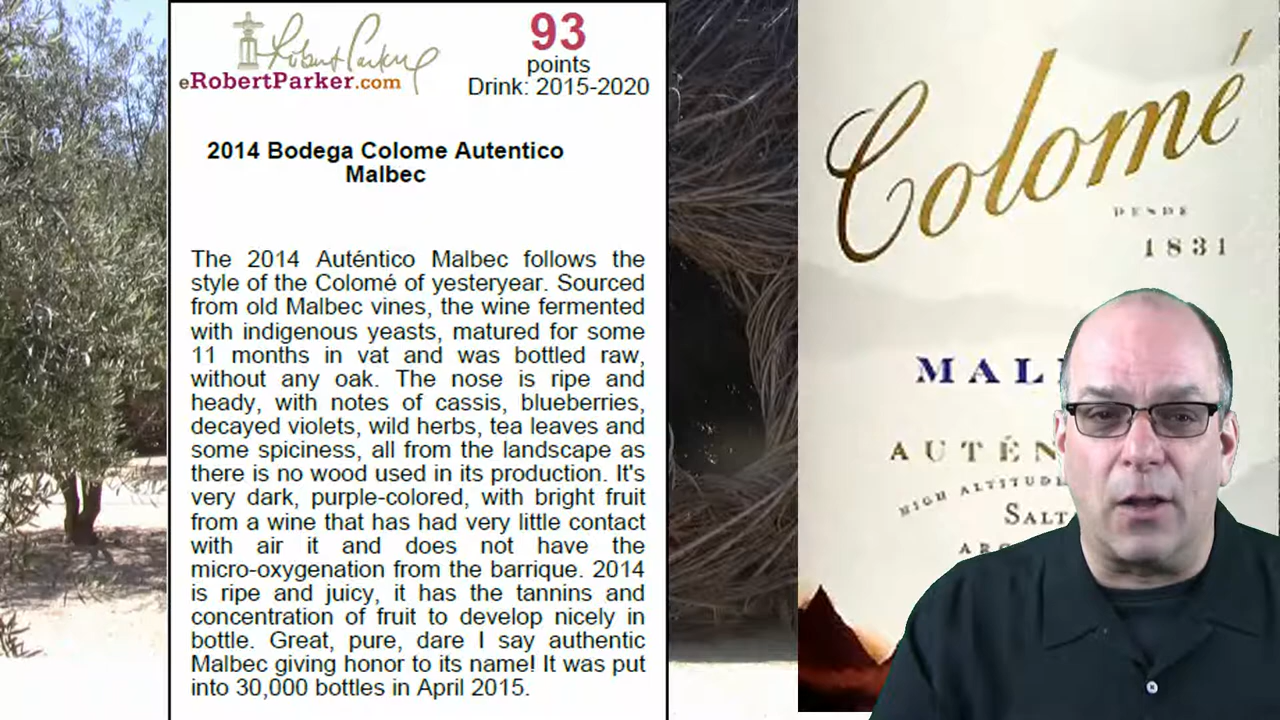 Robert Parker
eRobertParker.com
93
points
Drink: 2015-2020
2014 Bodega Colome Autentico
Malbec
The 2014 Auténtico Malbec follows the
style of the Colomé of yesteryear. Sourced
from old Malbec vines, the wine fermented
with indigenous yeasts, matured for some
11 months in vat and was bottled raw,
without any oak. The nose is ripe and
heady, with notes of cassis, blueberries,
decayed violets, wild herbs, tea leaves and
some spiciness, all from the landscape as
there is no wood used in its production. It's
very dark, purple-colored, with bright fruit
from a wine that has had very little contact
with air it and does not have the
micro-oxygenation from the barrique. 2014
is ripe and juicy, it has the tannins and
concentration of fruit to develop nicely in
bottle. Great, pure, dare I say authentic
Malbec giving honor to its name! It was put
into 30,000 bottles in April 2015.
Colomé
DESDE
1831
MAL
AUTÉN
HIGH ALTITUDE
SALT
AR